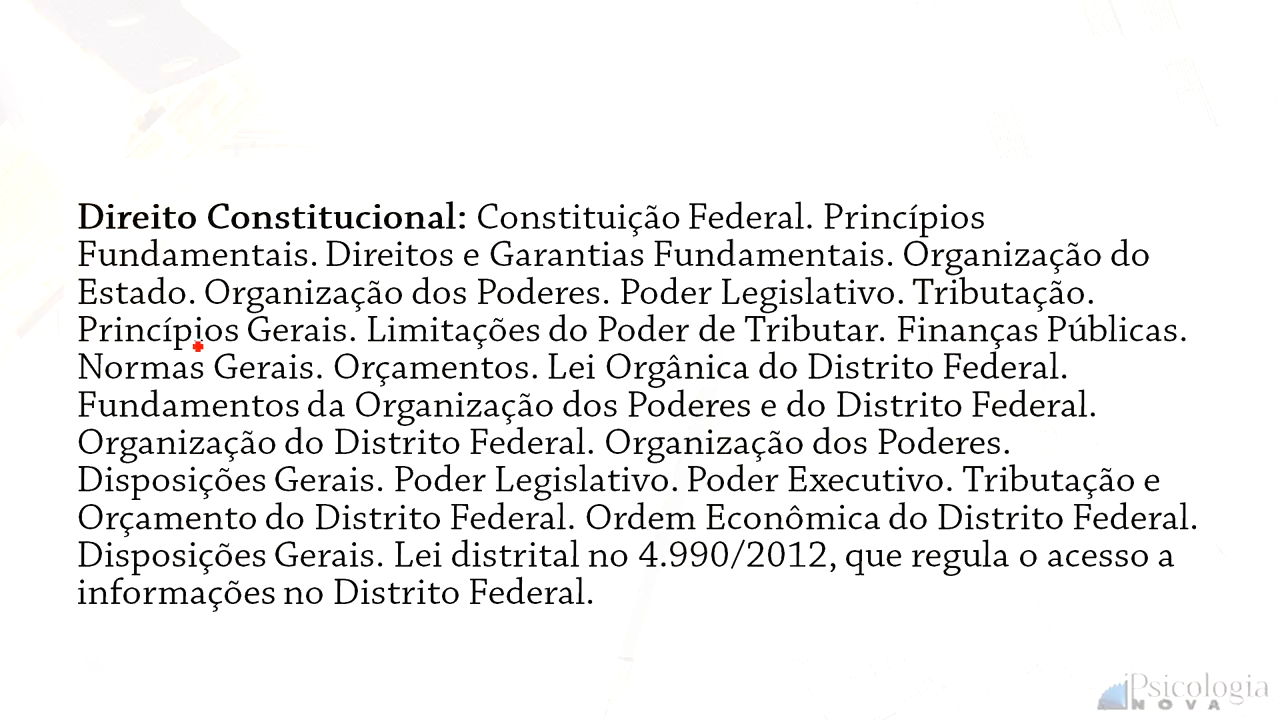 Direito Constitucional: Constituição Federal. Princípios
Fundamentais. Direitos e Garantias Fundamentais. Organização do
Estado. Organização dos Poderes. Poder Legislativo. Tributação.
Princípios Gerais. Limitações do Poder de Tributar. Finanças Públicas.
Normas Gerais. Orçamentos. Lei Orgânica do Distrito Federal.
Fundamentos da Organização dos Poderes e do Distrito Federal.
Organização do Distrito Federal. Organização dos Poderes.
Disposições Gerais. Poder Legislativo. Poder Executivo. Tributação e
Orçamento do Distrito Federal. Ordem Econômica do Distrito Federal.
Disposições Gerais. Lei distrital no 4.990/2012, que regula o acesso a
informações no Distrito Federal.
Psicologia
NOVA